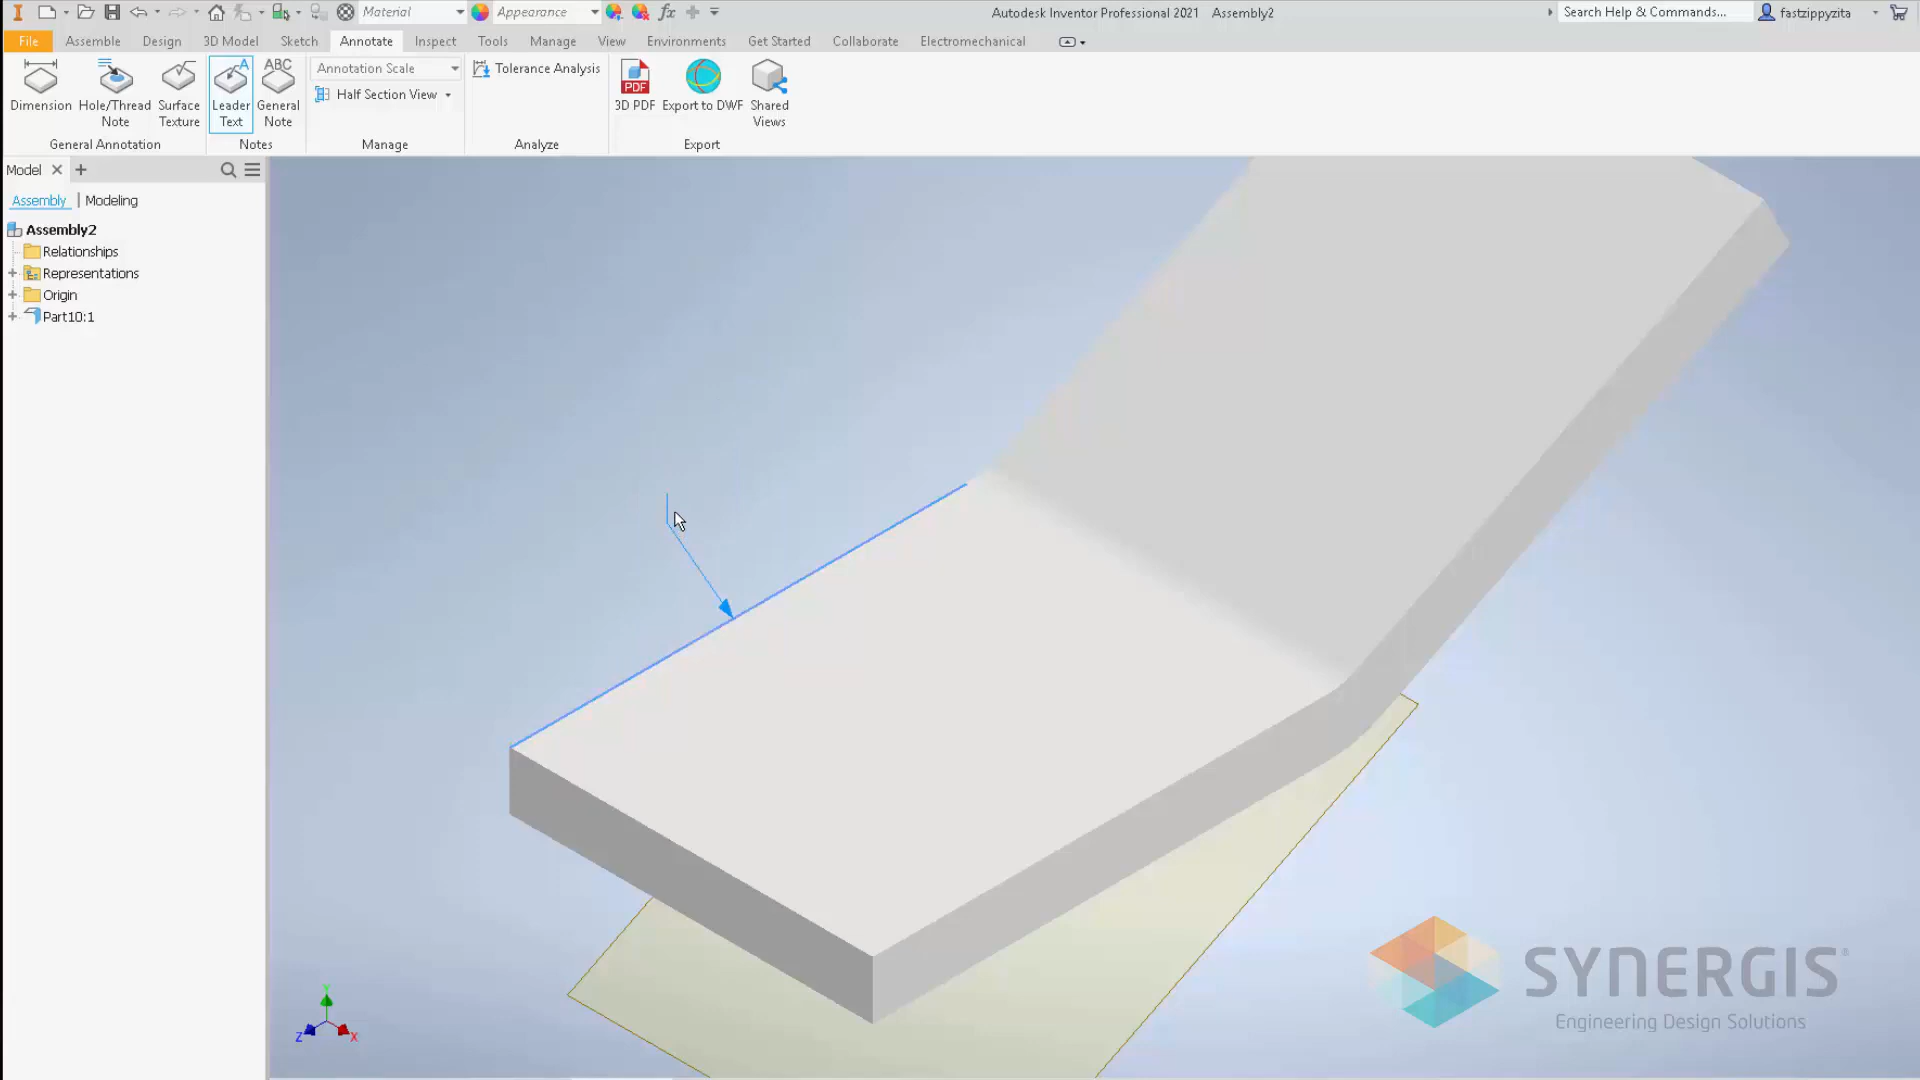 Material
Appearance
fx
Autodesk Inventor Professional 2021 Assembly2
Search Help & Commands...
fastzippyzita
File
Assemble
Design
3D Model
Sketch
Annotate
Inspect
Tools
Manage
View
Environments
Get Started
Collaborate
Electromechanical
Dimension
Hole/Thread
Note
Surface
Texture
A
Leader
Text
ABC
General
Note
Annotation Scale
Half Section View
Tolerance Analysis
PDF
3D PDF
Export to DWF
Shared
Views
General Annotation
Notes
Manage
Analyze
Export
Model
Assembly | Modeling
Assembly2
Relationships
Representations
Origin
Part10:1
Y
Z
X
SYNERGIS®
Engineering Design Solutions